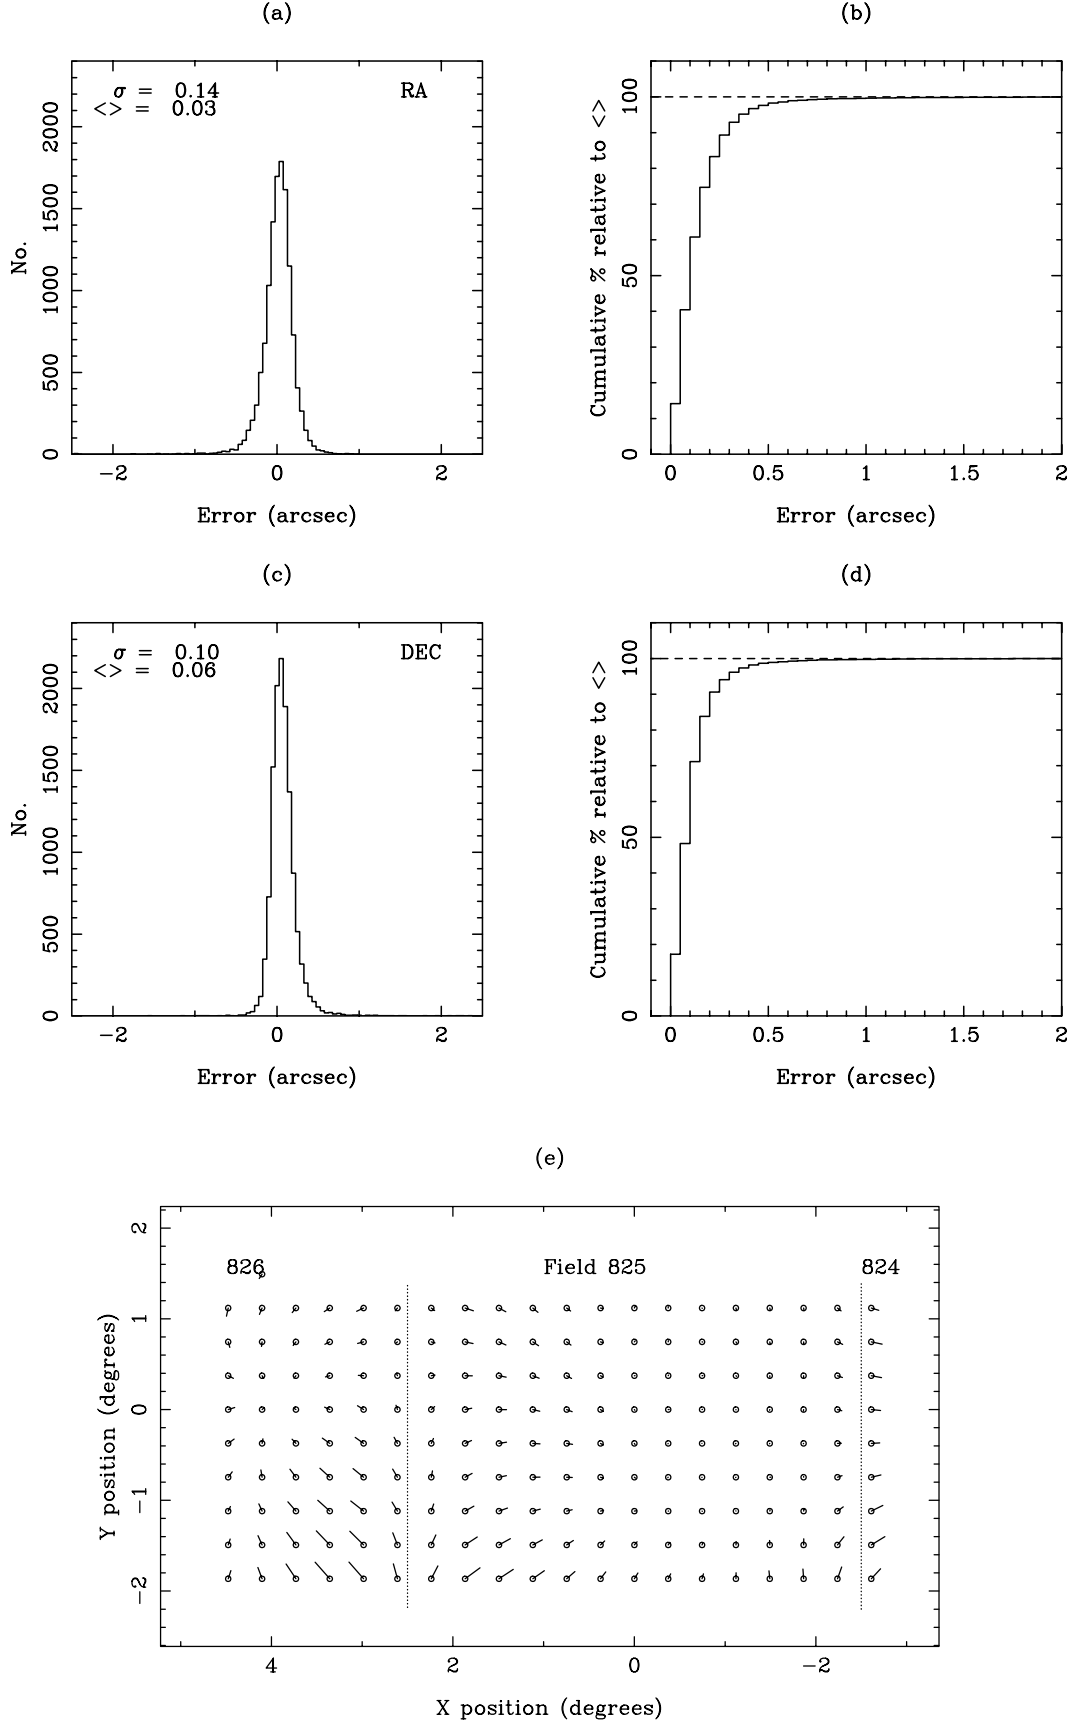 (a)
σ = 0.14
<> = 0.03
RA
No.
0 500 1000 1500 2000
−2 0 2
Error (arcsec)
(b)
Cumulative % relative to <>
0 50 100
0 0.5 1 1.5 2
Error (arcsec)
(c)
σ = 0.10
<> = 0.06
DEC
No.
0 500 1000 1500 2000
−2 0 2
Error (arcsec)
(d)
Cumulative % relative to <>
0 50 100
0 0.5 1 1.5 2
Error (arcsec)
(e)
826 Field 825 824
Y position (degrees)
2
1
0
−1
−2
4 2 0 −2
X position (degrees)